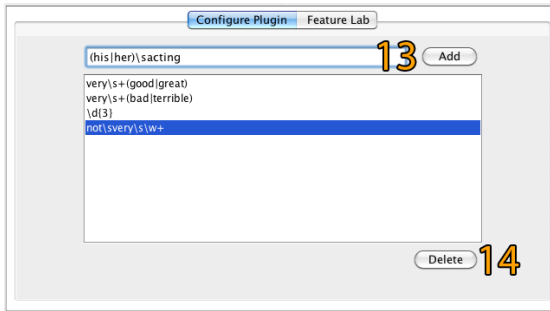 Configure Plugin Feature Lab
(his|her)\sacting 13 Add
very\s+(good|great)
very\s+(bad|terrible)
\d{3}
not\svery\s\w+
Delete 14